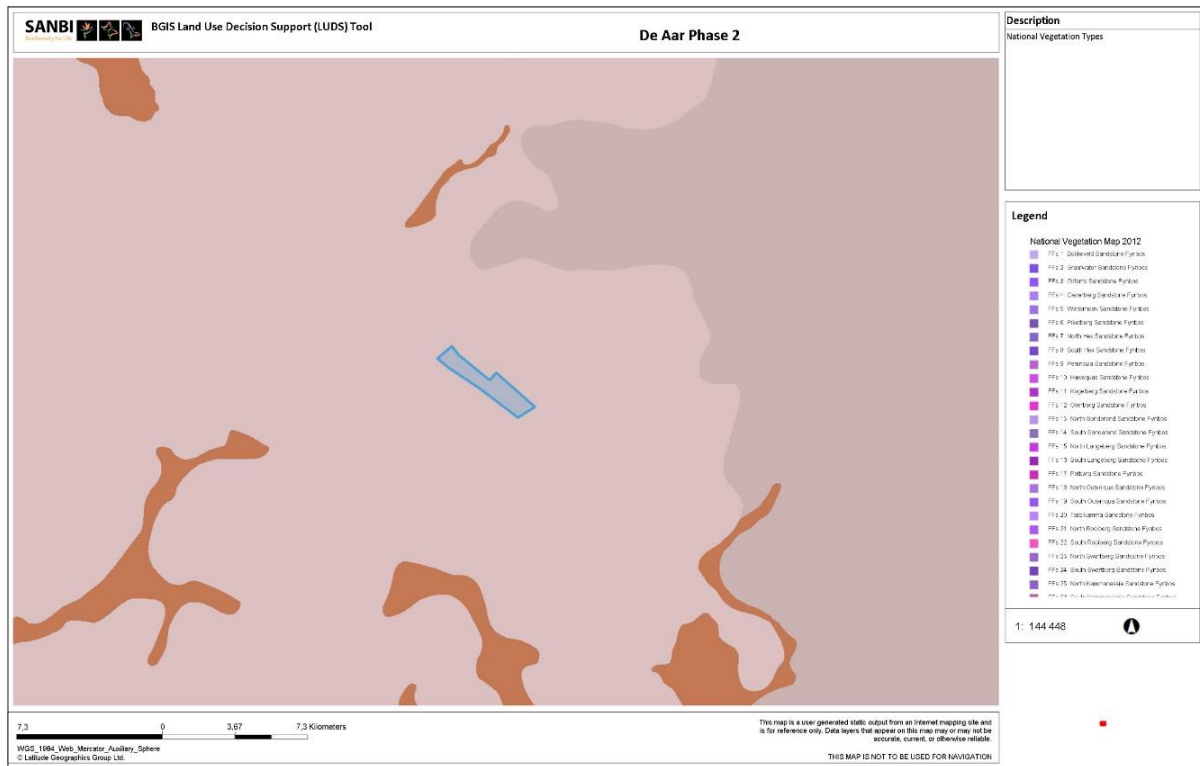 SANBI
Biodiversity for Life
BGIS Land Use Decision Support (LUDS) Tool
De Aar Phase 2
Description
National Vegetation Types
Legend
National Vegetation Map 2012
FFs 1 Bokkeveld Sandstone Fynbos
FFs 2 Graafwater Sandstone Fynbos
FFs 3 Olifants Sandstone Fynbos
FFs 4 Cederberg Sandstone Fynbos
FFs 5 Winterhoek Sandstone Fynbos
FFs 6 Piketberg Sandstone Fynbos
FFs 7 North Hex Sandstone Fynbos
FFs 8 South Hex Sandstone Fynbos
FFs 9 Peninsula Sandstone Fynbos
FFs 10 Hawequas Sandstone Fynbos
FFs 11 Kogelberg Sandstone Fynbos
FFs 12 Overberg Sandstone Fynbos
FFs 13 North Sonderend Sandstone Fynbos
FFs 14 South Sonderend Sandstone Fynbos
FFs 15 North Langeberg Sandstone Fynbos
FFs 16 South Langeberg Sandstone Fynbos
FFs 17 Potberg Sandstone Fynbos
FFs 18 North Outeniqua Sandstone Fynbos
FFs 19 South Outeniqua Sandstone Fynbos
FFs 20 Tsitsikamma Sandstone Fynbos
FFs 21 North Rooiberg Sandstone Fynbos
FFs 22 South Rooiberg Sandstone Fynbos
FFs 23 North Swartberg Sandstone Fynbos
FFs 24 South Swartberg Sandstone Fynbos
FFs 25 North Kammanassie Sandstone Fynbos
1: 144 448
7,3 0 3,67 7,3 Kilometers
WGS_1984_Web_Mercator_Auxiliary_Sphere
© Latitude Geographics Group Ltd.
This map is a user generated static output from an Internet mapping site and
is for reference only. Data layers that appear on this map may or may not be
accurate, current, or otherwise reliable.
THIS MAP IS NOT TO BE USED FOR NAVIGATION